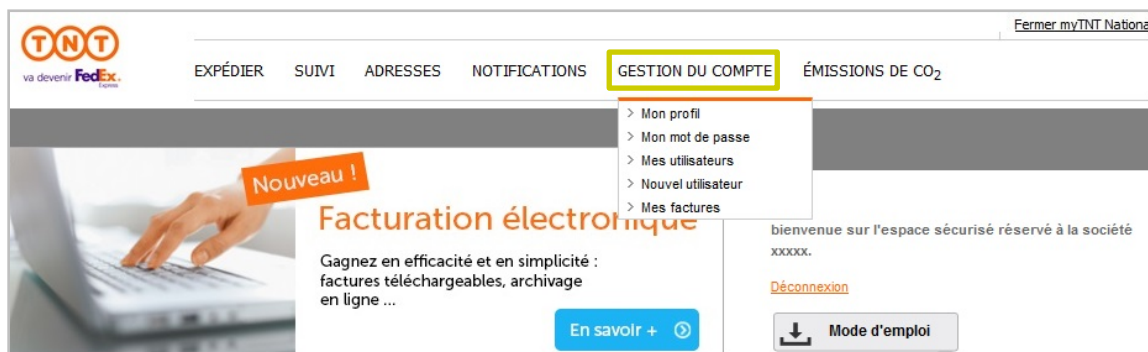 Fermer myTNT Nationa
TNT
va devenir FedEx.
Express
EXPÉDIER SUIVI ADRESSES NOTIFICATIONS GESTION DU COMPTE ÉMISSIONS DE CO2
> Mon profil
> Mon mot de passe
> Mes utilisateurs
> Nouvel utilisateur
> Mes factures
Nouveau !
Facturation électronique
Gagnez en efficacité et en simplicité :
factures téléchargeables, archivage
en ligne ...
En savoir +
bienvenue sur l'espace sécurisé réservé à la société
xxxxx.
Déconnexion
Mode d'emploi